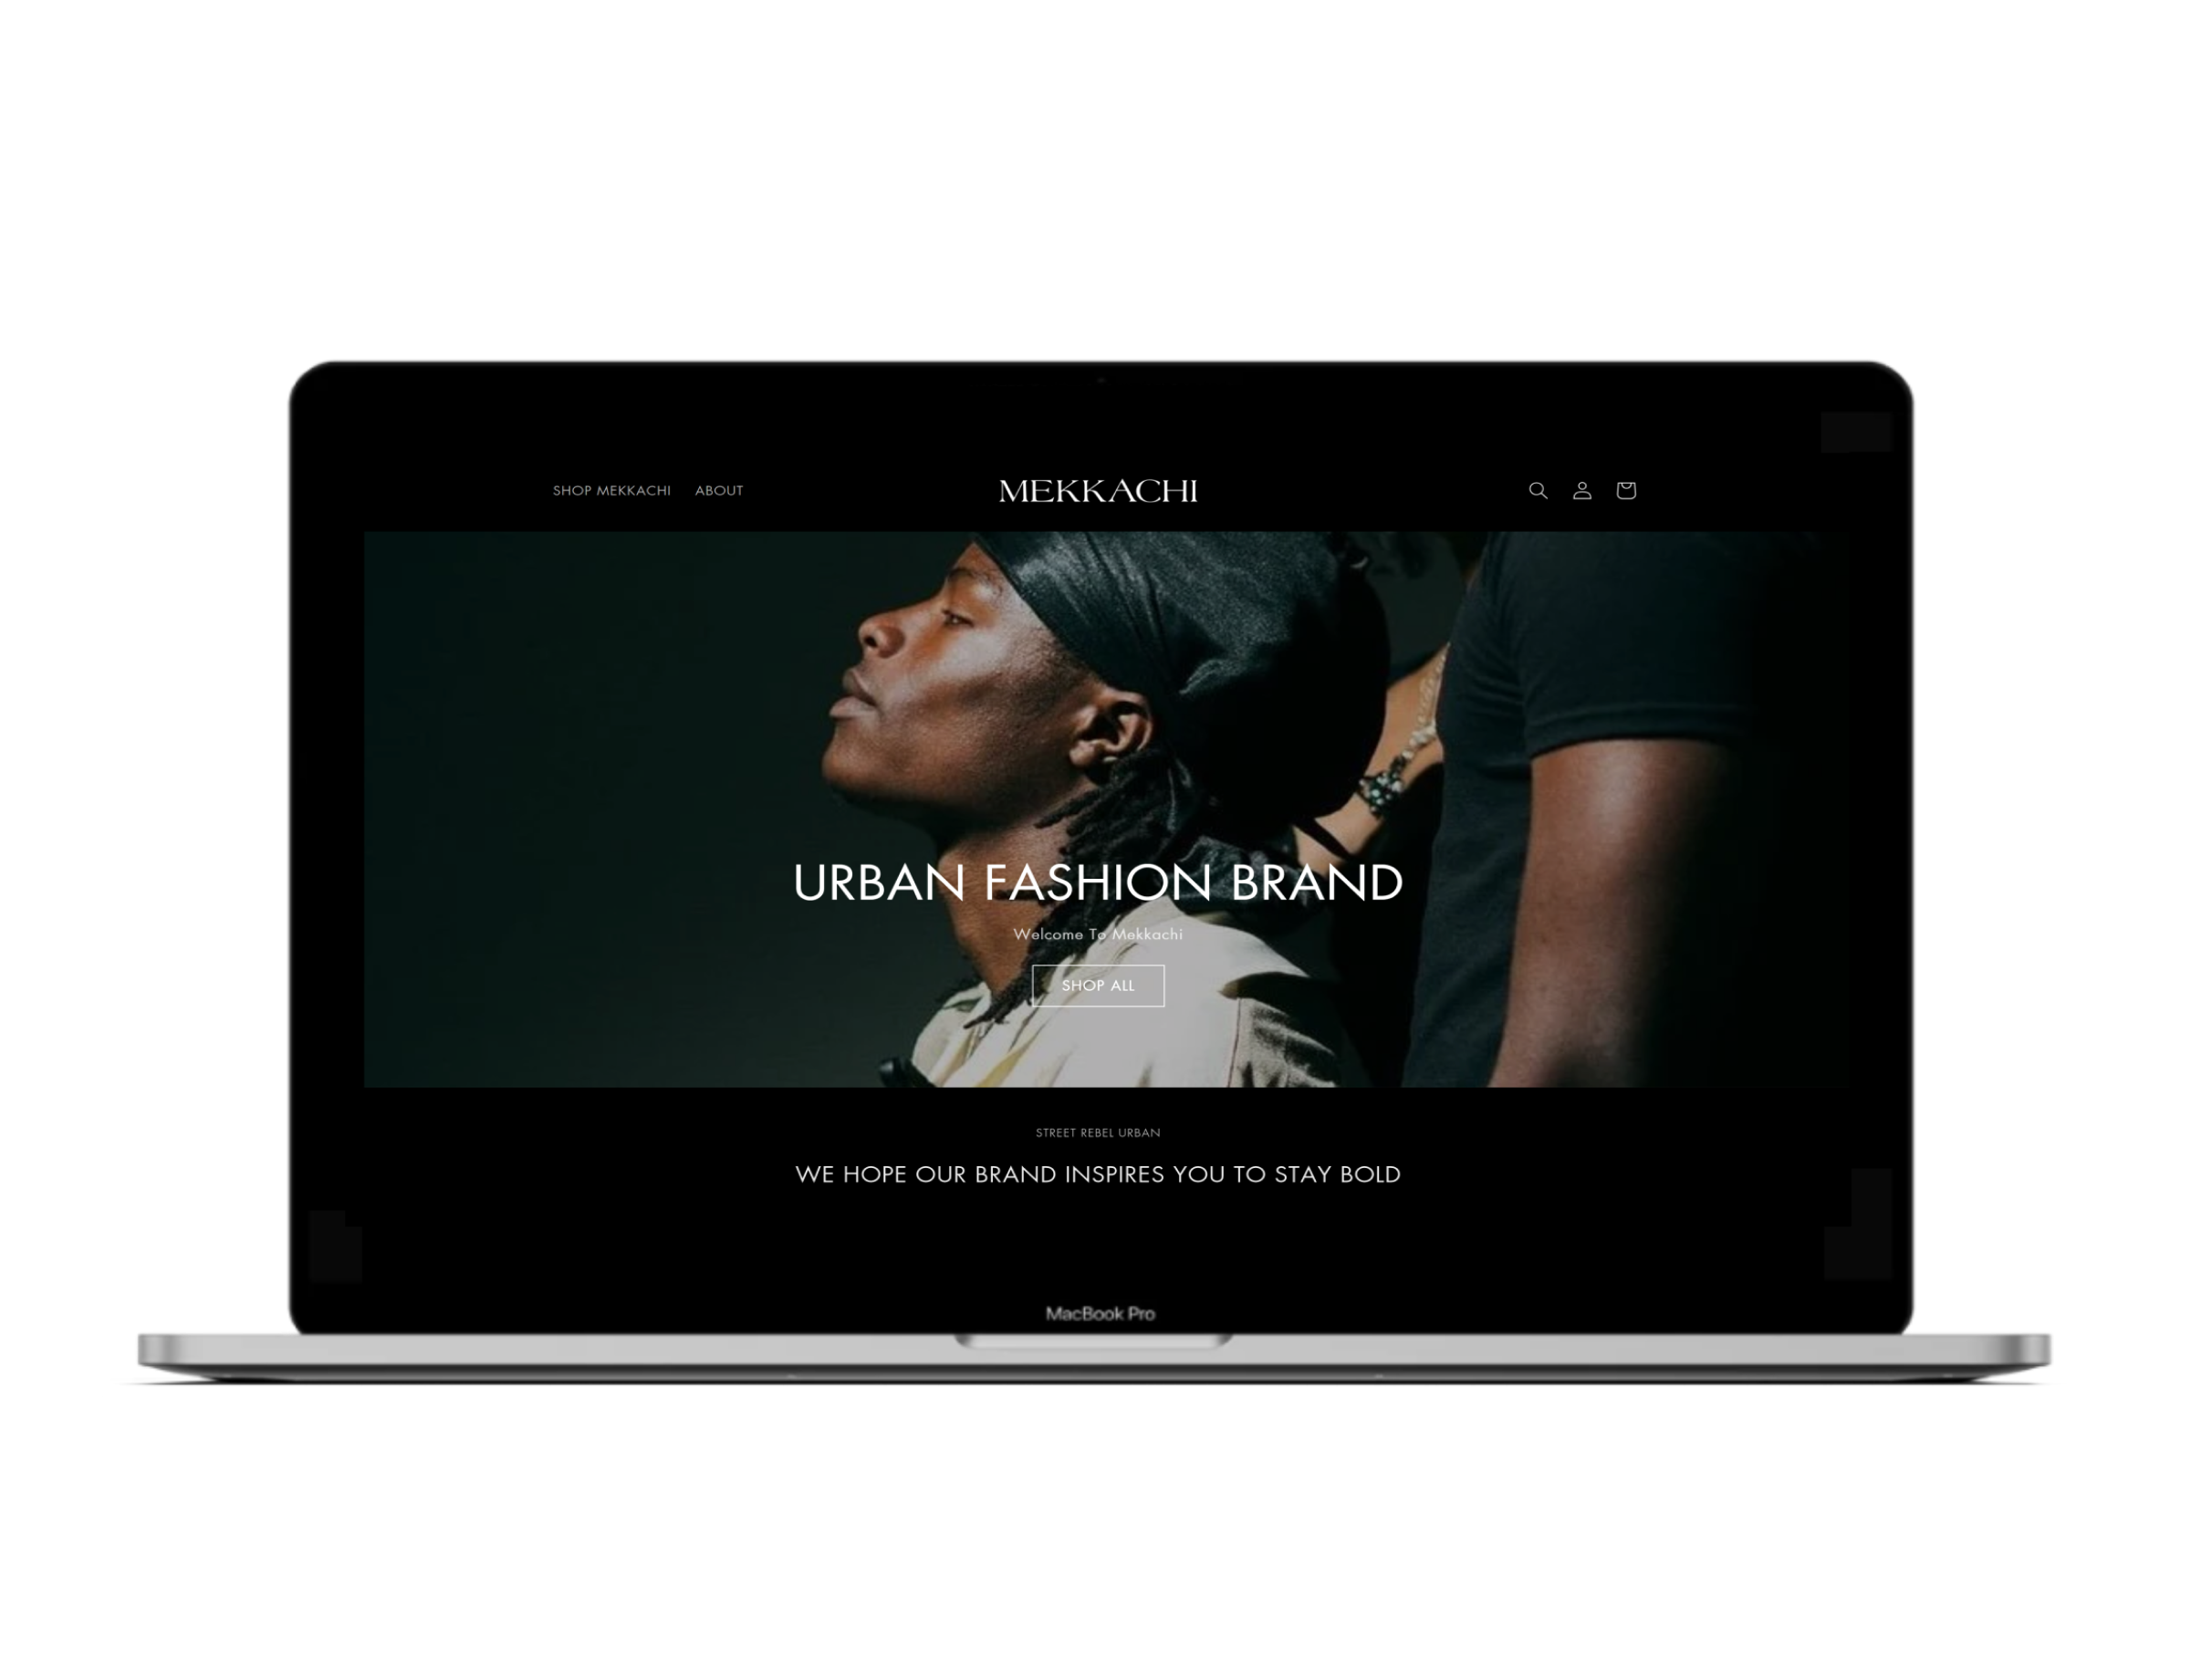 SHOP MEKKACHI ABOUT MEKKACHI
URBAN FASHION BRAND
Welcome To Mekkachi
SHOP ALL
STREET REBEL URBAN
WE HOPE OUR BRAND INSPIRES YOU TO STAY BOLD
MacBook Pro